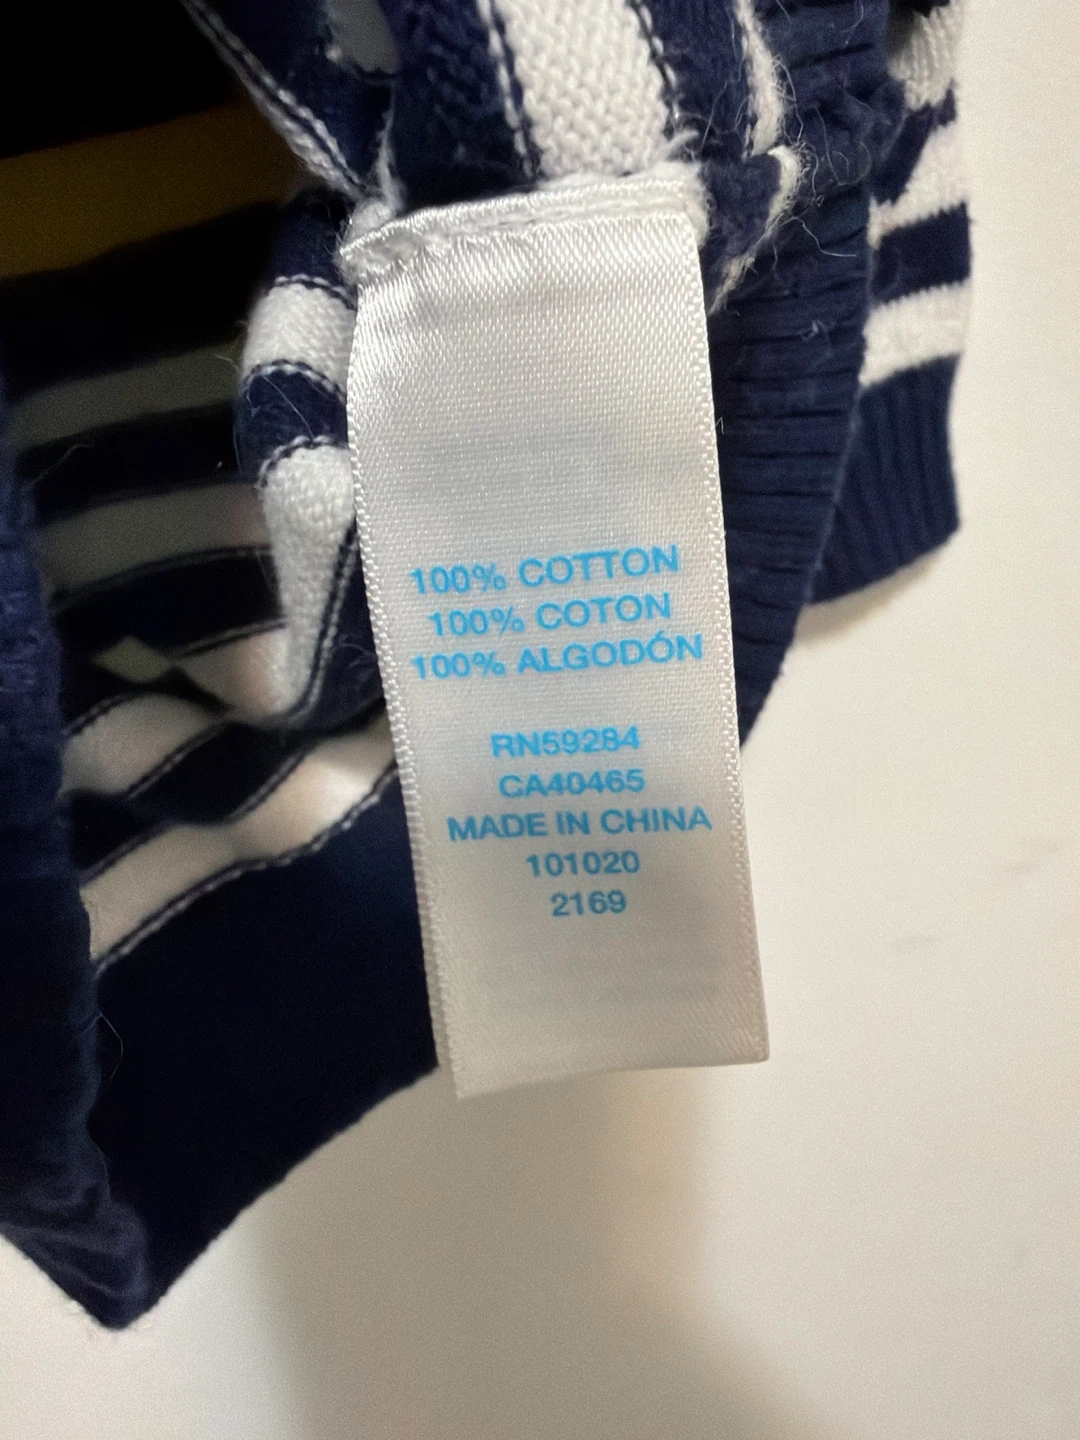 100% COTTON
100% COTON
100% ALGODÓN
RN59284
CA40465
MADE IN CHINA
101020
2169